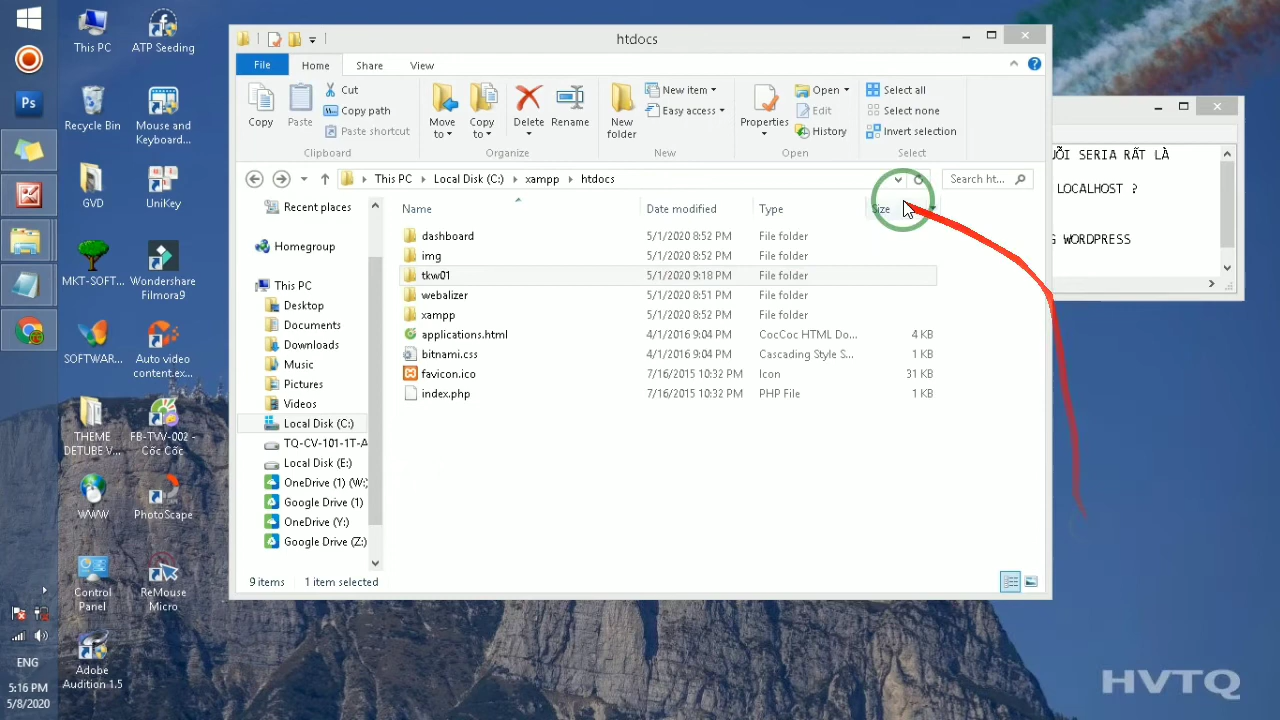 This PC
ATP Seeding
Recycle Bin
Mouse and
Keyboard...
GVD
UniKey
MKT-SOFT...
Wondershare
Filmora9
SOFTWAR...
Auto video
content.ex...
THEME
DETUBE V...
FB-TVV-002 -
Cốc Cốc
WWW
PhotoScape
Control
Panel
ReMouse
Micro
Adobe
Audition 1.5
Ps
ENG
5:16 PM
5/8/2020
htdocs
File
Home
Share
View
Copy
Paste
Cut
Copy path
Paste shortcut
Clipboard
Move
to
Copy
to
Delete
Rename
Organize
New
folder
New item
Easy access
New
Properties
Open
Edit
History
Open
Select all
Select none
Invert selection
Select
This PC
Local Disk (C:)
xampp
htdocs
Search ht...
Recent places
Homegroup
This PC
Desktop
Documents
Downloads
Music
Pictures
Videos
Local Disk (C:)
TQ-CV-101-1T-A
Local Disk (E:)
OneDrive (1) (W:
Google Drive (1)
OneDrive (Y:)
Google Drive (Z:)
Name Date modified Type Size
dashboard 5/1/2020 8:52 PM File folder
img 5/1/2020 8:52 PM File folder
tkw01 5/1/2020 9:18 PM File folder
webalizer 5/1/2020 8:51 PM File folder
xampp 5/1/2020 8:52 PM File folder
applications.html 4/1/2016 9:04 PM CocCoc HTML Do... 4 KB
bitnami.css 4/1/2016 9:04 PM Cascading Style S... 1 KB
favicon.ico 7/16/2015 10:32 PM Icon 31 KB
index.php 7/16/2015 10:32 PM PHP File 1 KB
9 items 1 item selected
SERIA RẤT LÀ
LOCALHOST ?
WORDPRESS
HVTQ